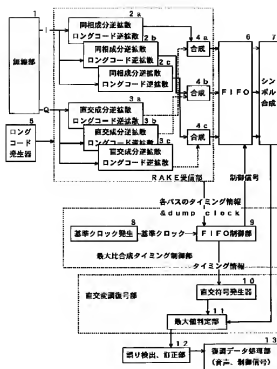 2a
同相成分逆拡散
ロングコード逆拡散
2b
同相成分逆拡散
ロングコード逆拡散
2c
同相成分逆拡散
ロングコード逆拡散
3a
直交成分逆拡散
ロングコード逆拡散
3b
直交成分逆拡散
ロングコード逆拡散
3c
直交成分逆拡散
ロングコード逆拡散
4a
合成
4b
合成
4c
合成
6
FIFO
7
シンボル合成
1
無線部
I
Q
5
ロングコード発生器
RAKE受信部
制御信号
各パスのタイミング情報
&dump clock
8
基準クロック発生
基準クロック
9
FIFO制御部
最大比合成タイミング制御部
タイミング情報
直交変調復号部
10
直交符号発生器
11
最大値判定部
12
誤り検出、訂正部
13
復調データ処理部
(音声、制御信号)